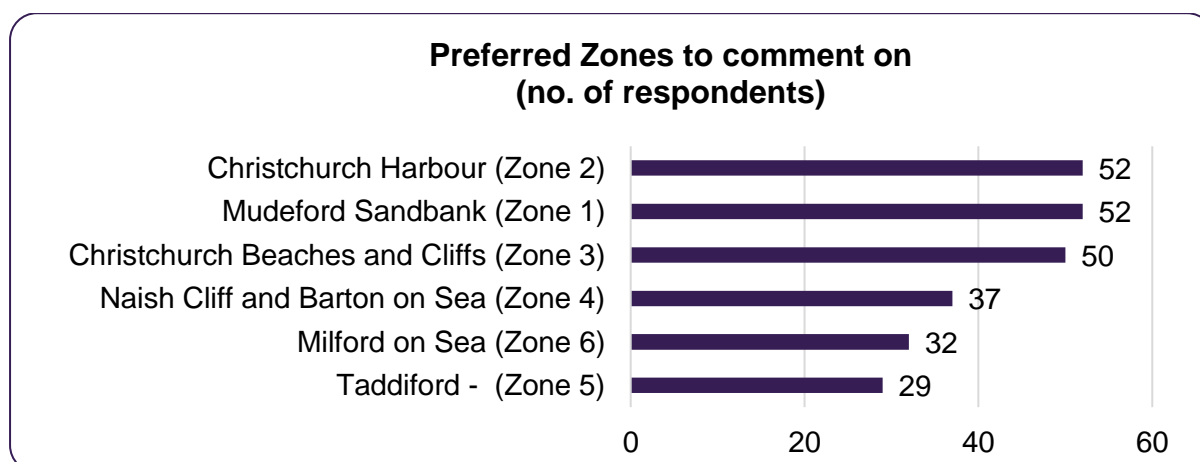 Preferred Zones to comment on
(no. of respondents)
Christchurch Harbour (Zone 2) 52
Mudeford Sandbank (Zone 1) 52
Christchurch Beaches and Cliffs (Zone 3) 50
Naish Cliff and Barton on Sea (Zone 4) 37
Milford on Sea (Zone 6) 32
Taddiford -  (Zone 5) 29
0 20 40 60